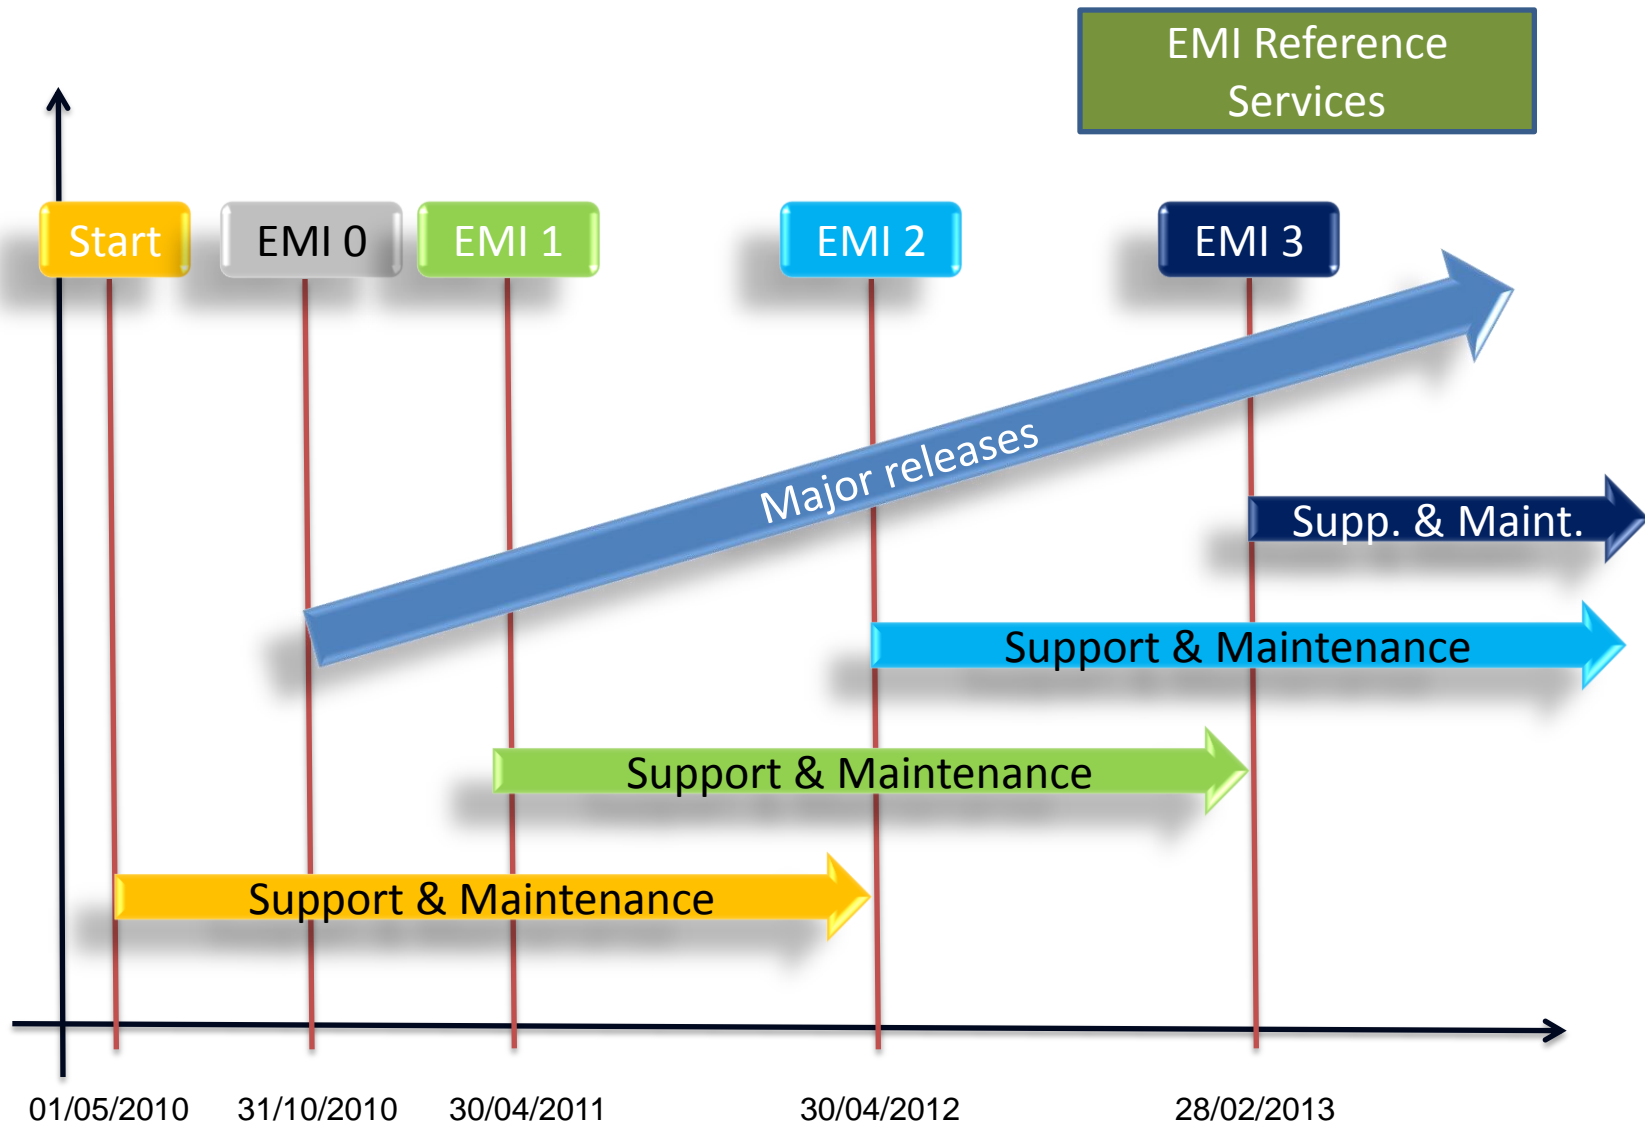 EMI Reference
Services
Start
EMI 0
EMI 1
EMI 2
EMI 3
Major releases
Supp. & Maint.
Support & Maintenance
Support & Maintenance
Support & Maintenance
01/05/2010
31/10/2010
30/04/2011
30/04/2012
28/02/2013